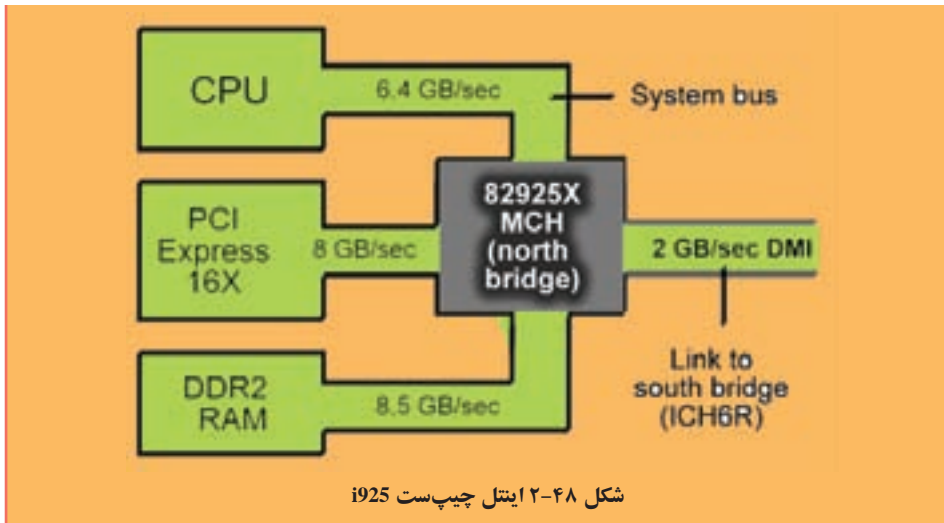 CPU
6,4 GB/sec
System bus
PCI
Express
16X
8 GB/sec
82925X
MCH
(north
bridge)
2 GB/sec DMI
Link to
south bridge
(ICH6R)
DDR2
RAM
8,5 GB/sec
شکل ۴۸-۲ اینتل چیپ‌ست i925